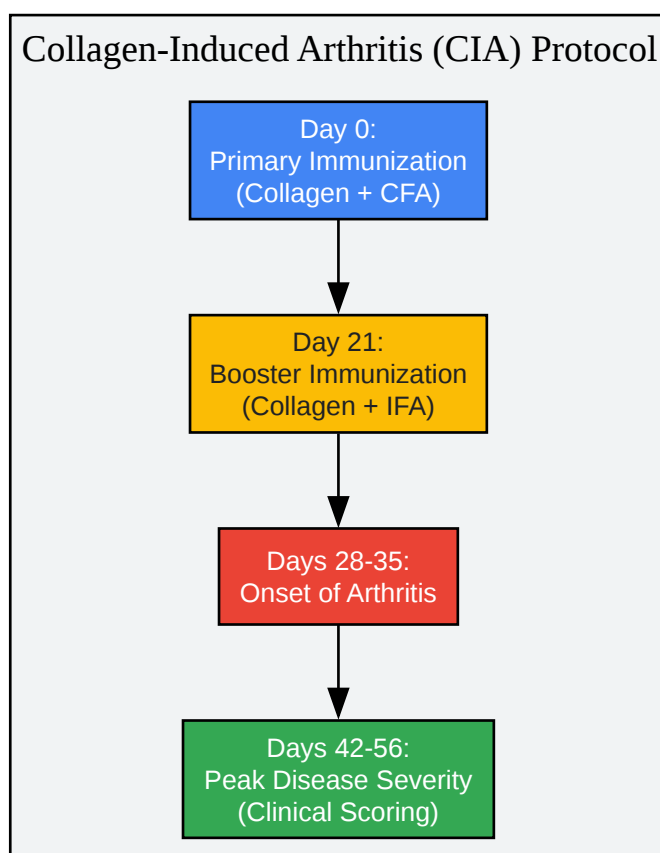 Collagen-Induced Arthritis (CIA) Protocol
Day 0:
Primary Immunization
(Collagen + CFA)
Day 21:
Booster Immunization
(Collagen + IFA)
Days 28-35:
Onset of Arthritis
Days 42-56:
Peak Disease Severity
(Clinical Scoring)